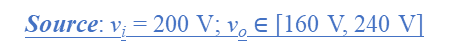 Source: vᵢ = 200 V; vₒ ∈ [160 V, 240 V]